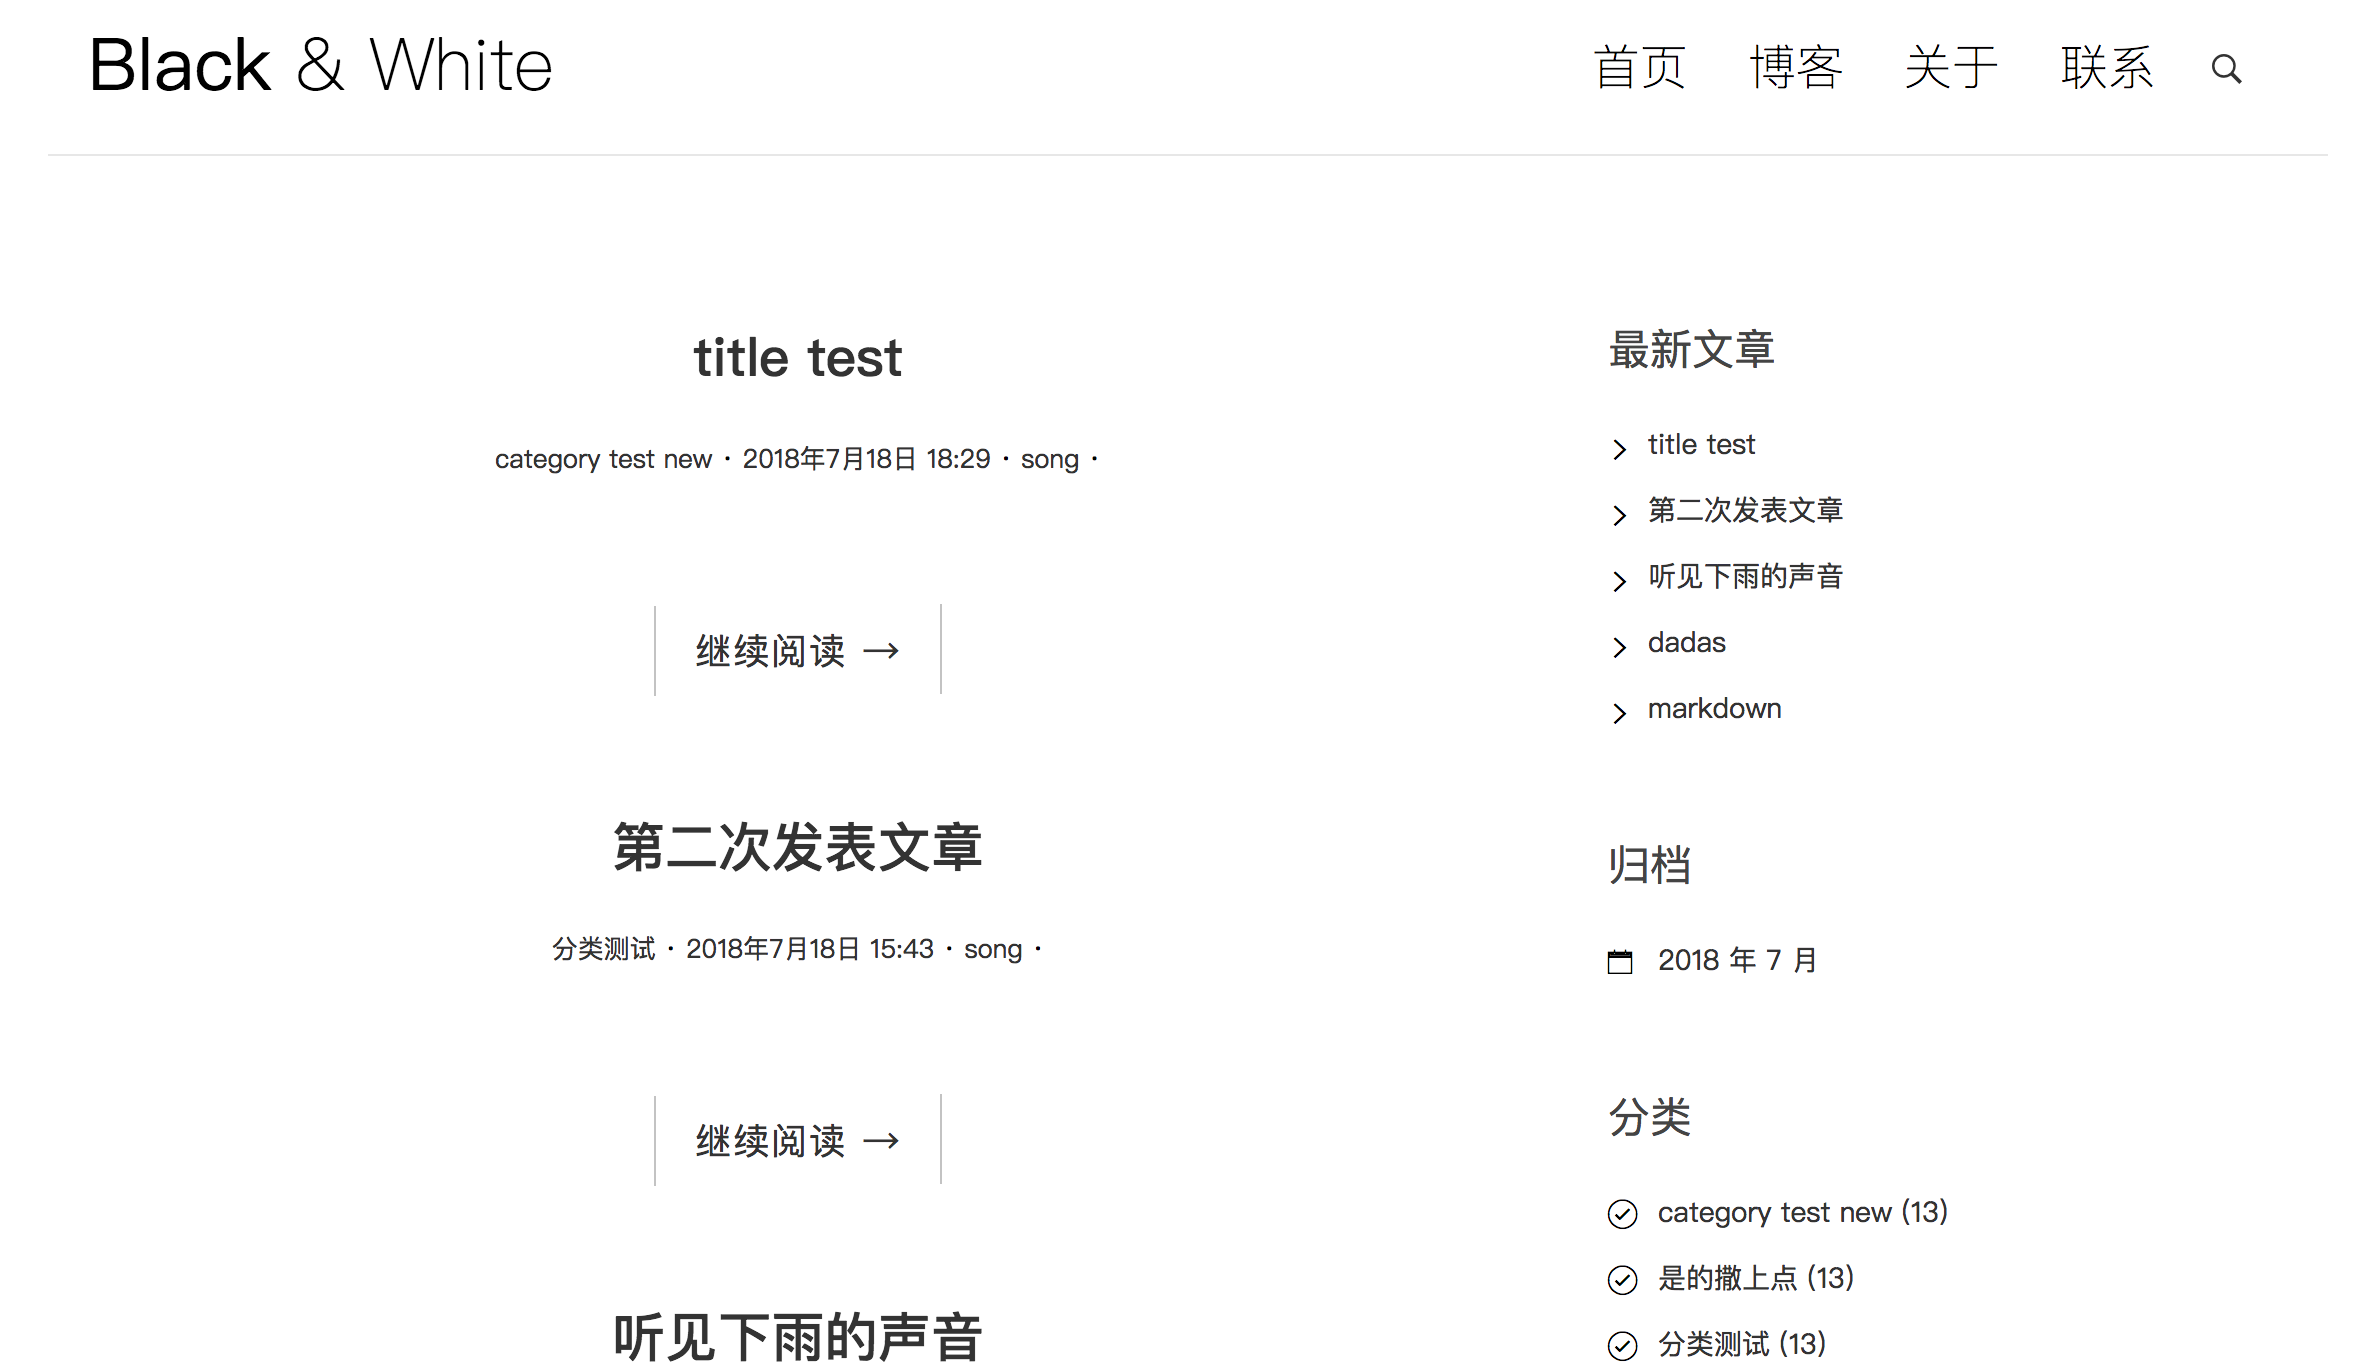 Black & White
首页 博客 关于 联系
title test
category test new · 2018年7月18日 18:29 · song ·
继续阅读 →
第二次发表文章
分类测试 · 2018年7月18日 15:43 · song ·
继续阅读 →
听见下雨的声音
最新文章
title test
第二次发表文章
听见下雨的声音
dadas
markdown
归档
2018 年 7 月
分类
category test new (13)
是的撒上点 (13)
分类测试 (13)